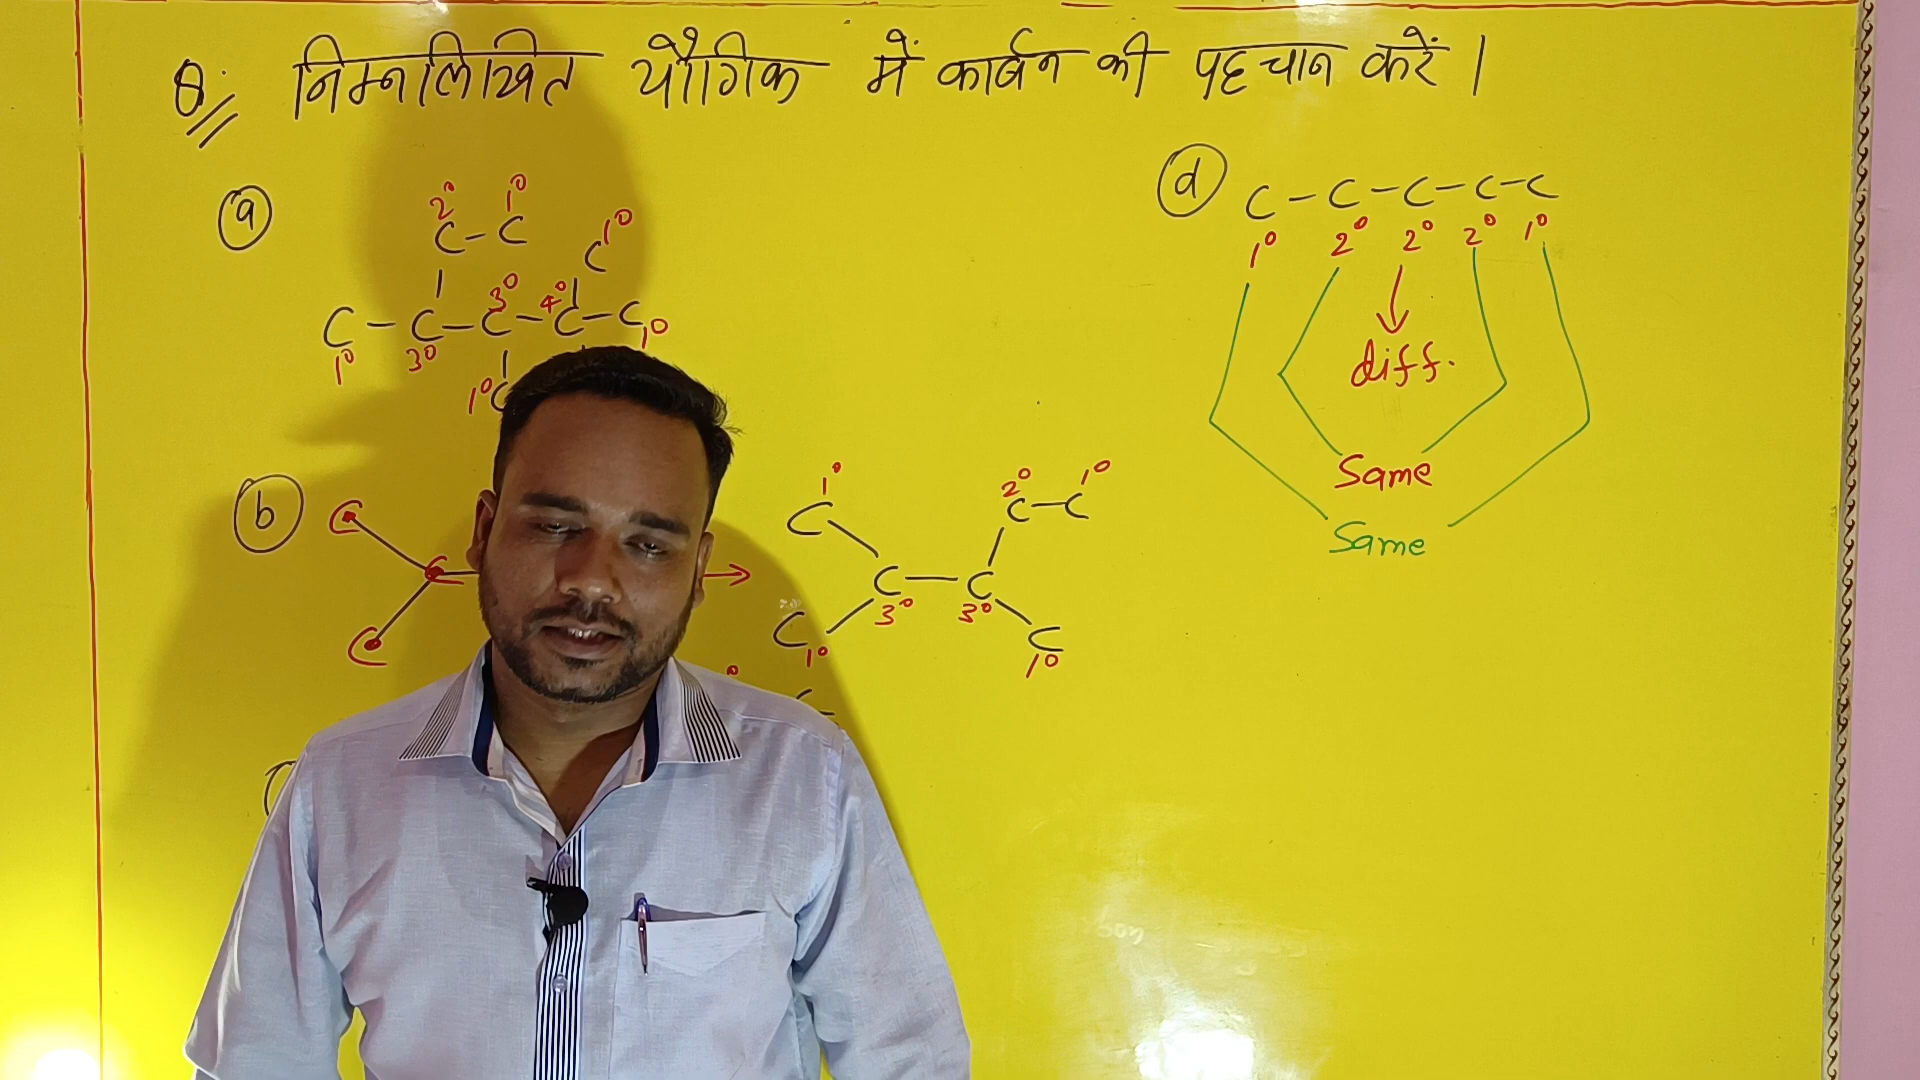 Q: निम्नलिखित यौगिक में कार्बन की पहचान करें।
(a)
2° 1°
C - C 1°
C
3° 4°
C - C - C - C - C
1° 3° 1°
1° C
(b) C
C
C
→
1° 2° 1°
C C - C
C - C
3° 3°
C C
1° 1°
(d) C - C - C - C - C
1° 2° 2° 2° 1°
↓
diff.
Same
Same